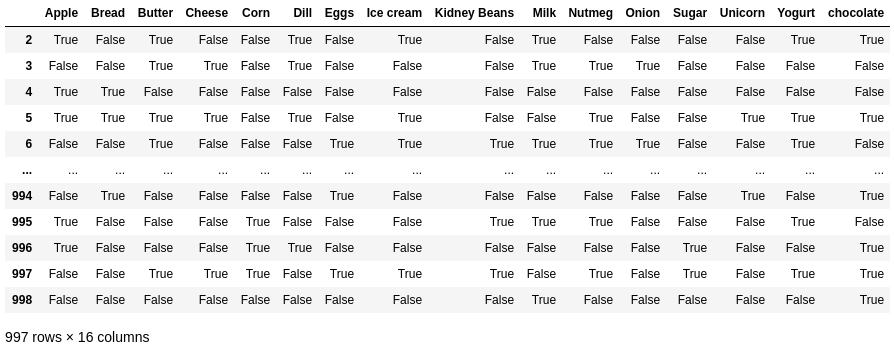 Apple Bread Butter Cheese Corn Dill Eggs Ice cream Kidney Beans Milk Nutmeg Onion Sugar Unicorn Yogurt chocolate
2 True False True False False True False True False True False False False False True True
3 False False True True False True False False False True True True False False False False
4 True True False False False False False False False False False False False False False False
5 True True True True False True False True False False True False False True True True
6 False False True False False False True True True True True True False False True False
... ... ... ... ... ... ... ... ... ... ... ... ... ... ... ... ...
994 False True False False False False True False False False False False False True False True
995 True False False False True False False False True True True False False False True False
996 True False False False True True False False False False False False True False False True
997 False False True True True False True True True False True False True False True True
998 False False False False False False False False False True False False False False False True
997 rows × 16 columns